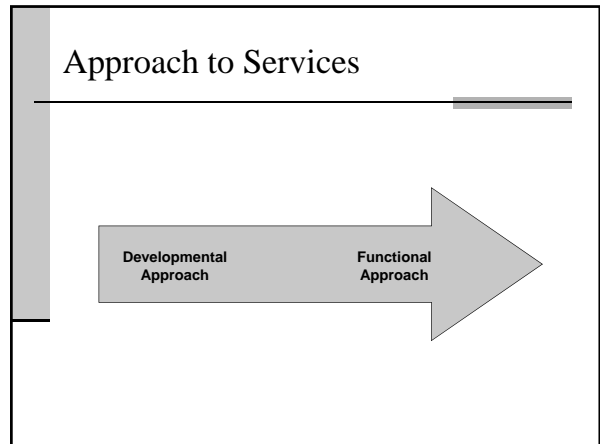 Approach to Services
Developmental
Approach
Functional
Approach